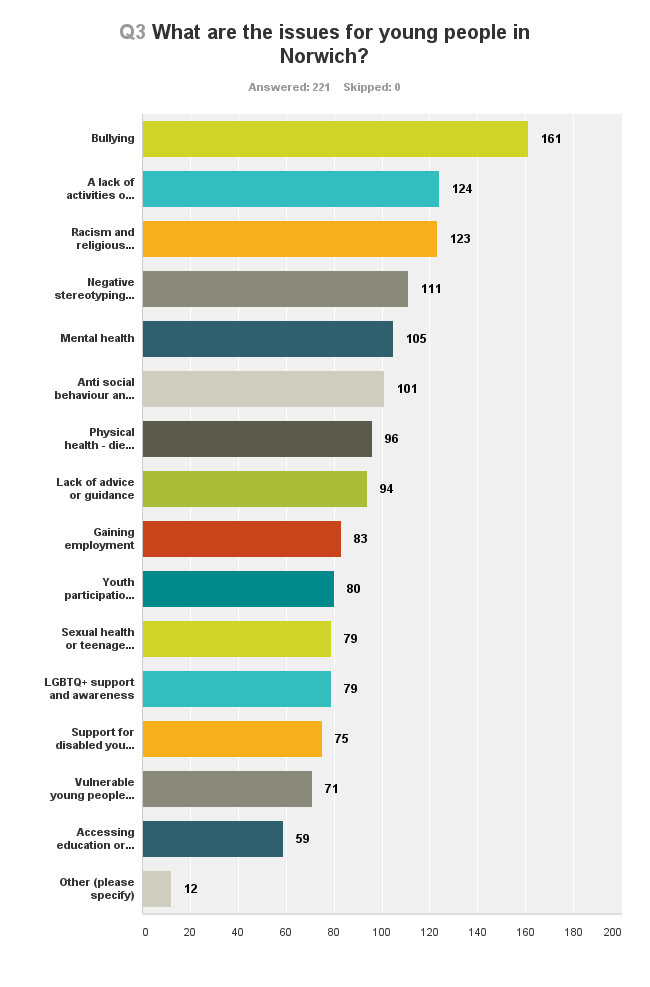 Q3 What are the issues for young people in
Norwich?
Answered: 221 Skipped: 0
Bullying
161
A lack of
activities o...
124
Racism and
religious...
123
Negative
stereotyping...
111
Mental health
105
Anti social
behaviour an...
101
Physical
health - die...
96
Lack of advice
or guidance
94
Gaining
employment
83
Youth
participatio...
80
Sexual health
or teenage...
79
LGBTQ+ support
and awareness
79
Support for
disabled you...
75
Vulnerable
young people...
71
Accessing
education or...
59
Other (please
specify)
12
0 20 40 60 80 100 120 140 160 180 200